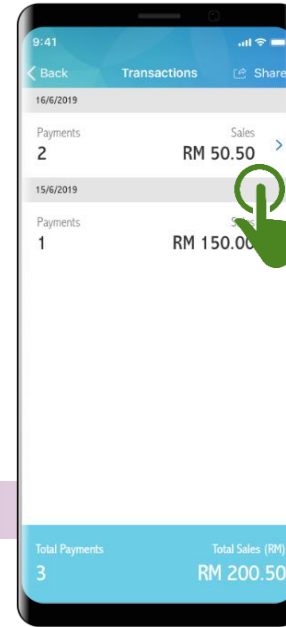 9:41
Back Transactions Share
16/6/2019
Payments Sales
2 RM 50.50
15/6/2019
Payments
1 RM 150.00
Total Payments Total Sales (RM)
3 RM 200.50